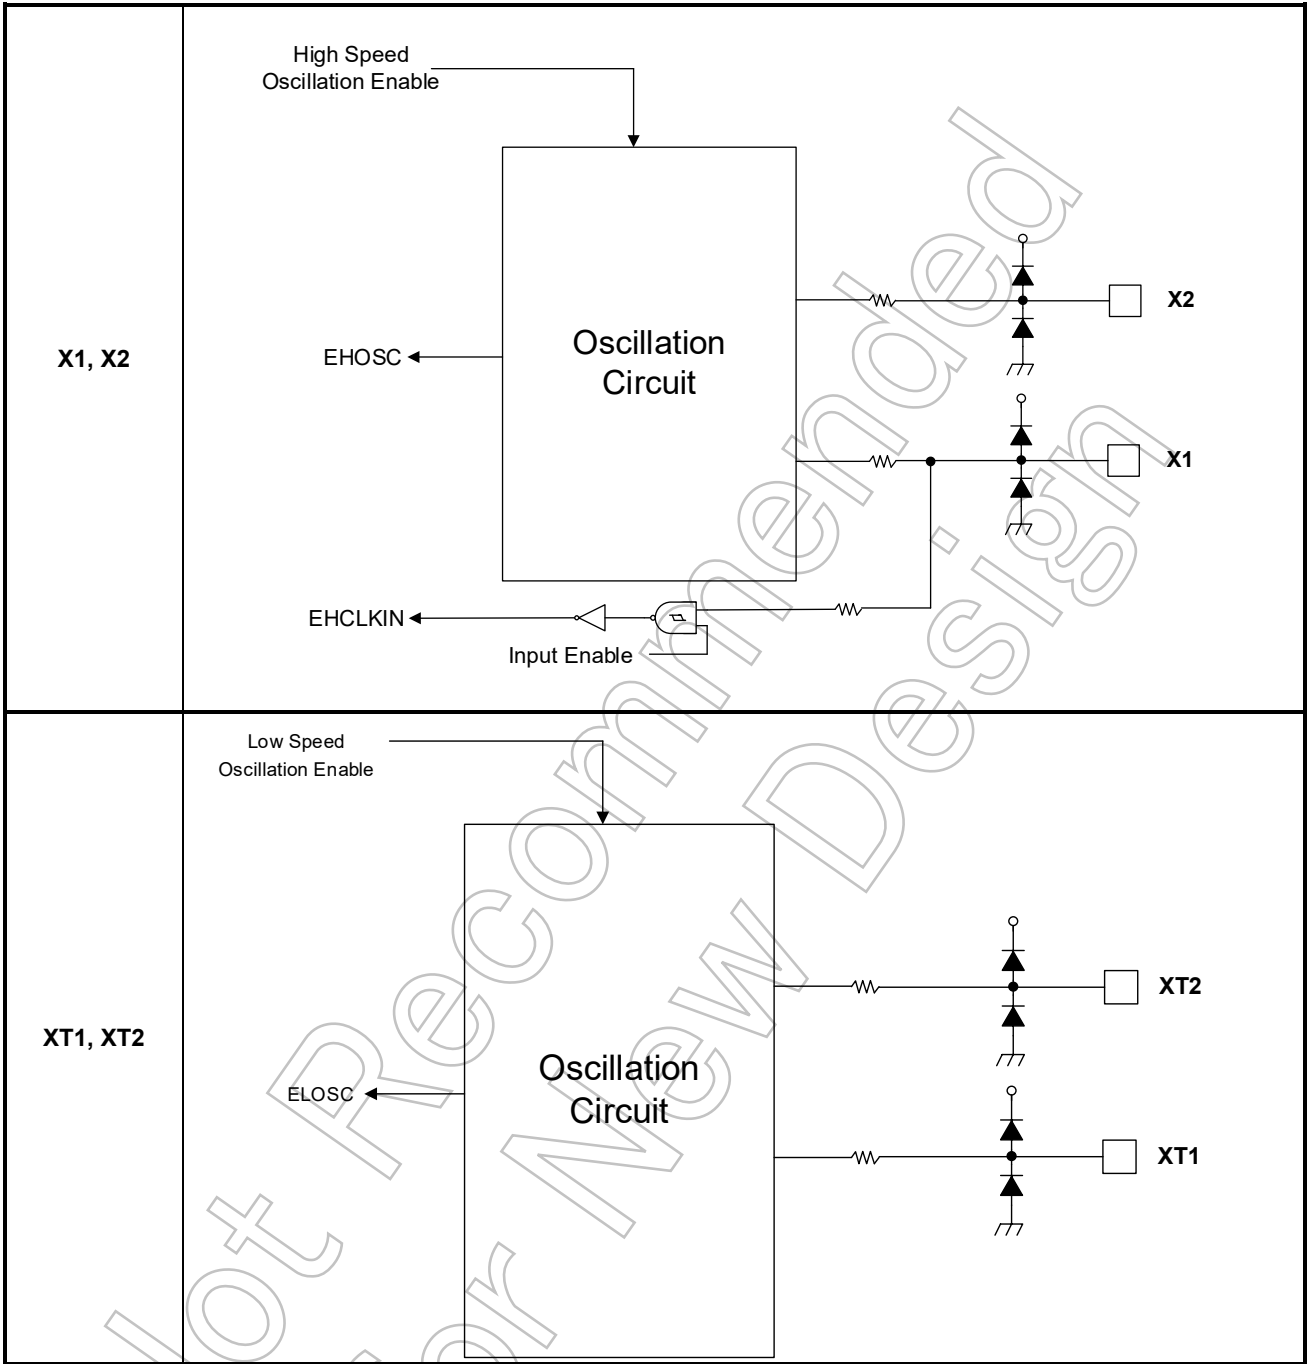 X1, X2
High Speed
Oscillation Enable
Oscillation
Circuit
EHOSC
X2
X1
EHCLKIN
Input Enable
XT1, XT2
Low Speed
Oscillation Enable
Oscillation
Circuit
ELOSC
XT2
XT1
Not Recommended
for New Design